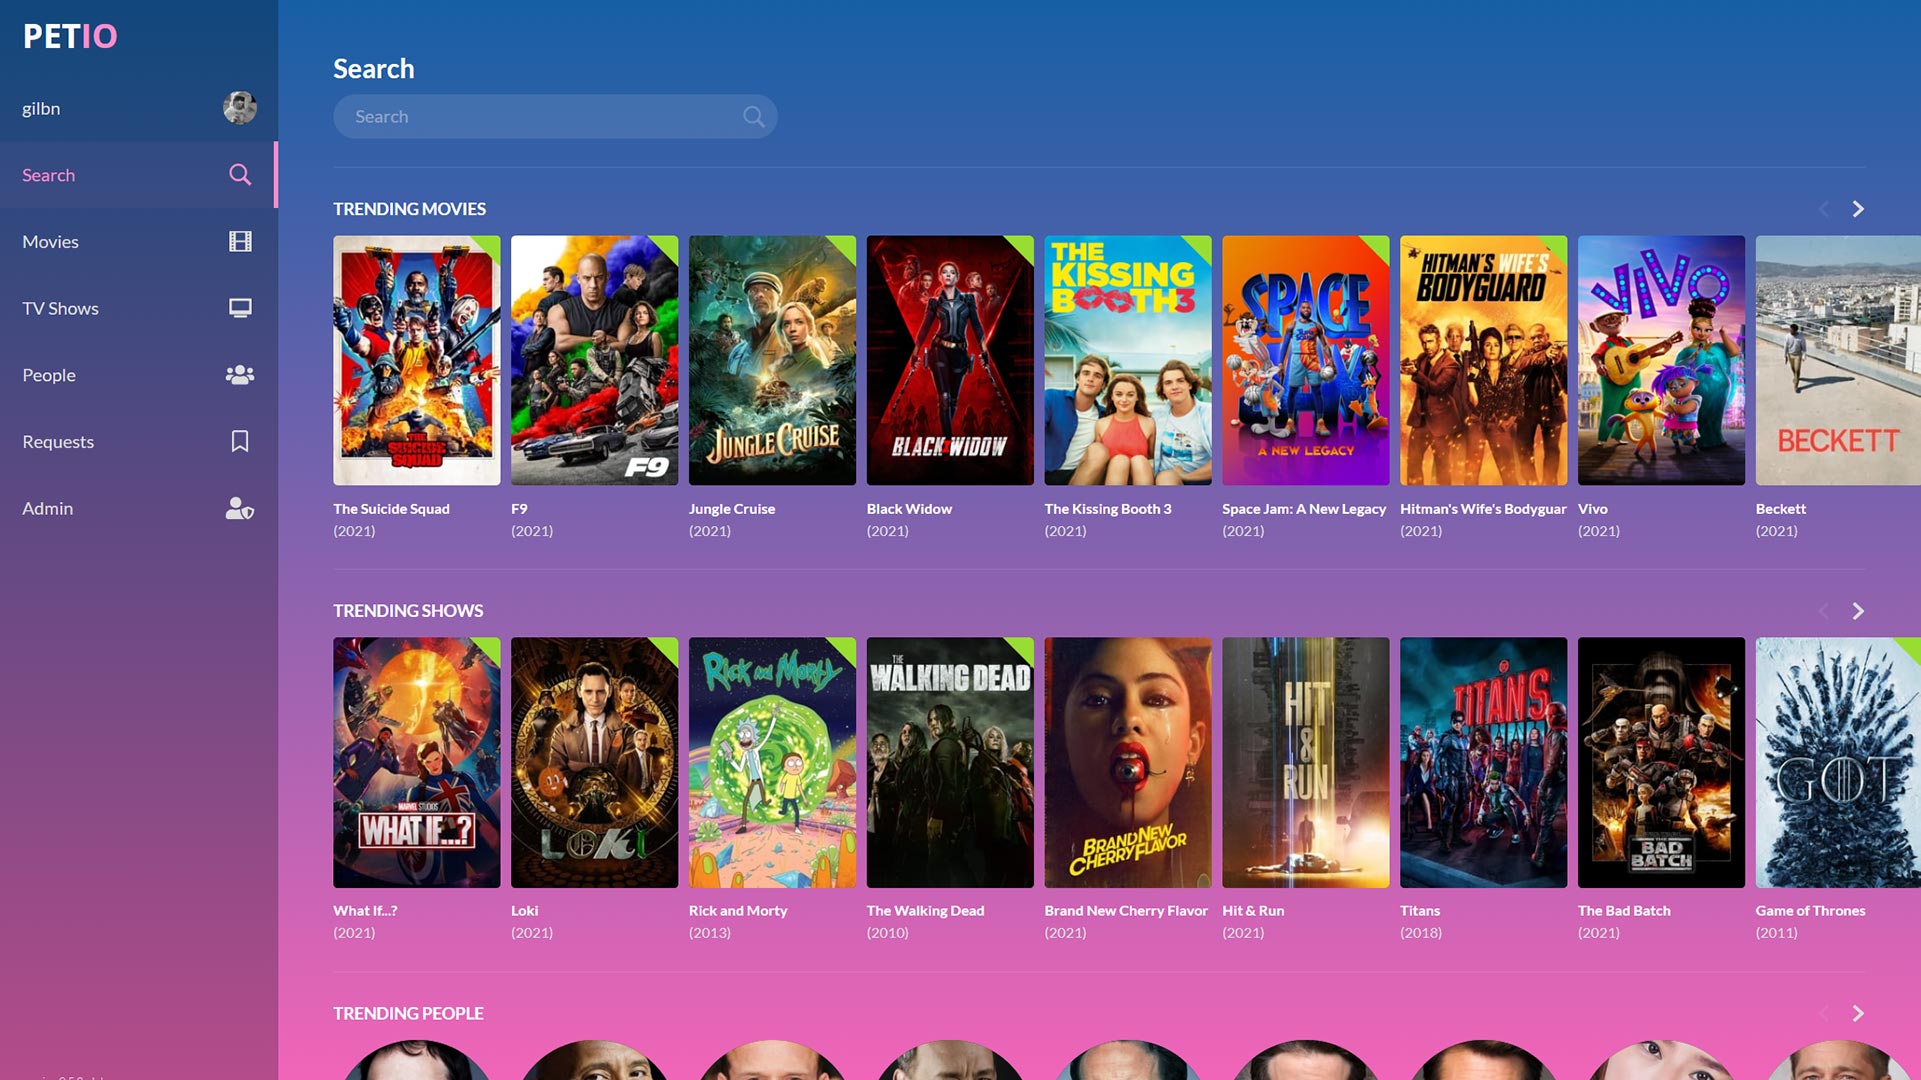 PETIO
gilbn
Search
Movies
TV Shows
People
Requests
Admin
Search
Search
TRENDING MOVIES
THE SUICIDE SQUAD
F9
JUNGLE CRUISE
BLACK WIDOW
THE KISSING BOOTH 3
SPACE JAM
A NEW LEGACY
HITMAN'S WIFE'S BODYGUARD
VIVO
BECKETT
The Suicide Squad
(2021)
F9
(2021)
Jungle Cruise
(2021)
Black Widow
(2021)
The Kissing Booth 3
(2021)
Space Jam: A New Legacy
(2021)
Hitman's Wife's Bodyguar
(2021)
Vivo
(2021)
Beckett
(2021)
TRENDING SHOWS
MARVEL STUDIOS
WHAT IF...?
LOKI
RICK AND MORTY
THE WALKING DEAD
BRAND NEW CHERRY FLAVOR
HIT & RUN
TITANS
THE BAD BATCH
GOT
What If...?
(2021)
Loki
(2021)
Rick and Morty
(2013)
The Walking Dead
(2010)
Brand New Cherry Flavor
(2021)
Hit & Run
(2021)
Titans
(2018)
The Bad Batch
(2021)
Game of Thrones
(2011)
TRENDING PEOPLE